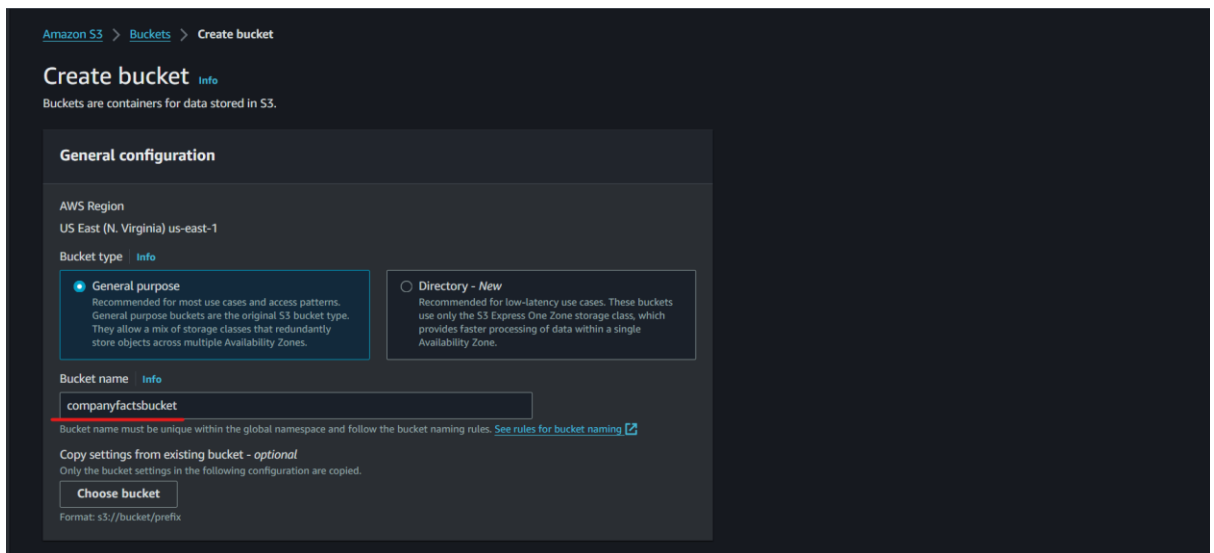 Amazon S3 > Buckets > Create bucket
Create bucket Info
Buckets are containers for data stored in S3.
General configuration
AWS Region
US East (N. Virginia) us-east-1
Bucket type Info
General purpose
Recommended for most use cases and access patterns.
General purpose buckets are the original S3 bucket type.
They allow a mix of storage classes that redundantly
store objects across multiple Availability Zones.
Directory - New
Recommended for low-latency use cases. These buckets
use only the S3 Express One Zone storage class, which
provides faster processing of data within a single
Availability Zone.
Bucket name Info
companyfactsbucket
Bucket name must be unique within the global namespace and follow the bucket naming rules. See rules for bucket naming
Copy settings from existing bucket - optional
Only the bucket settings in the following configuration are copied.
Choose bucket
Format: s3://bucket/prefix